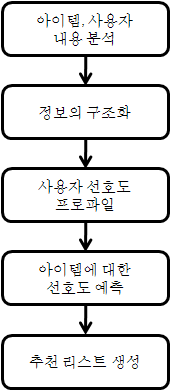 아이템, 사용자
내용 분석
정보의 구조화
사용자 선호도
프로파일
아이템에 대한
선호도 예측
추천 리스트 생성